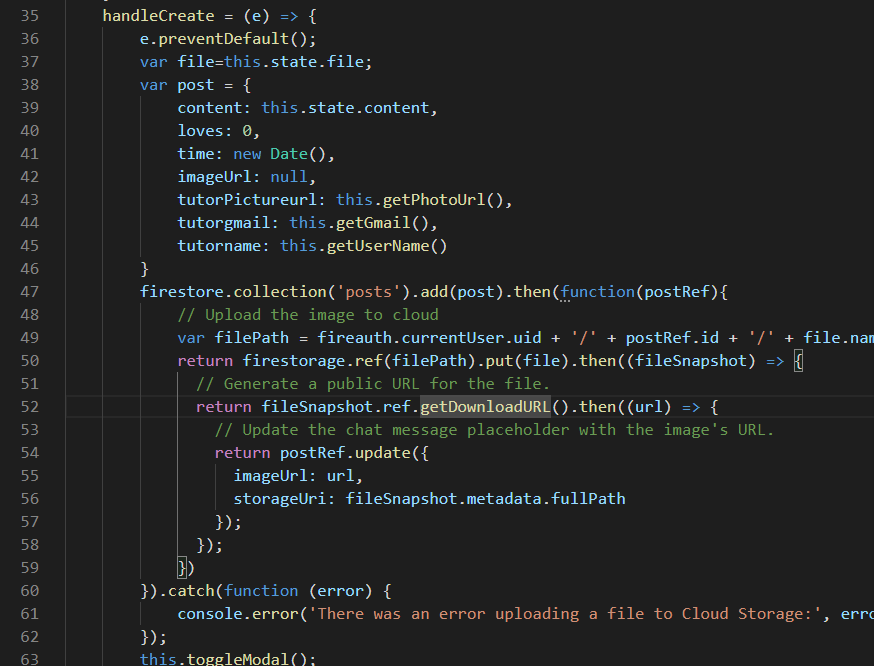 35 handleCreate = (e) => {
36 e.preventDefault();
37 var file=this.state.file;
38 var post = {
39 content: this.state.content,
40 loves: 0,
41 time: new Date(),
42 imageUrl: null,
43 tutorPictureurl: this.getPhotoUrl(),
44 tutorgmail: this.getGmail(),
45 tutorname: this.getUserName()
46 }
47 firestore.collection('posts').add(post).then(function(postRef){
48 // Upload the image to cloud
49 var filePath = fireauth.currentUser.uid + '/' + postRef.id + '/' + file.nam
50 return firestorage.ref(filePath).put(file).then((fileSnapshot) => {
51 // Generate a public URL for the file.
52 return fileSnapshot.ref.getDownloadURL().then((url) => {
53 // Update the chat message placeholder with the image's URL.
54 return postRef.update({
55 imageUrl: url,
56 storageUri: fileSnapshot.metadata.fullPath
57 });
58 });
59 })
60 }).catch(function (error) {
61 console.error('There was an error uploading a file to Cloud Storage:', erro
62 });
63 this.toggleModal();